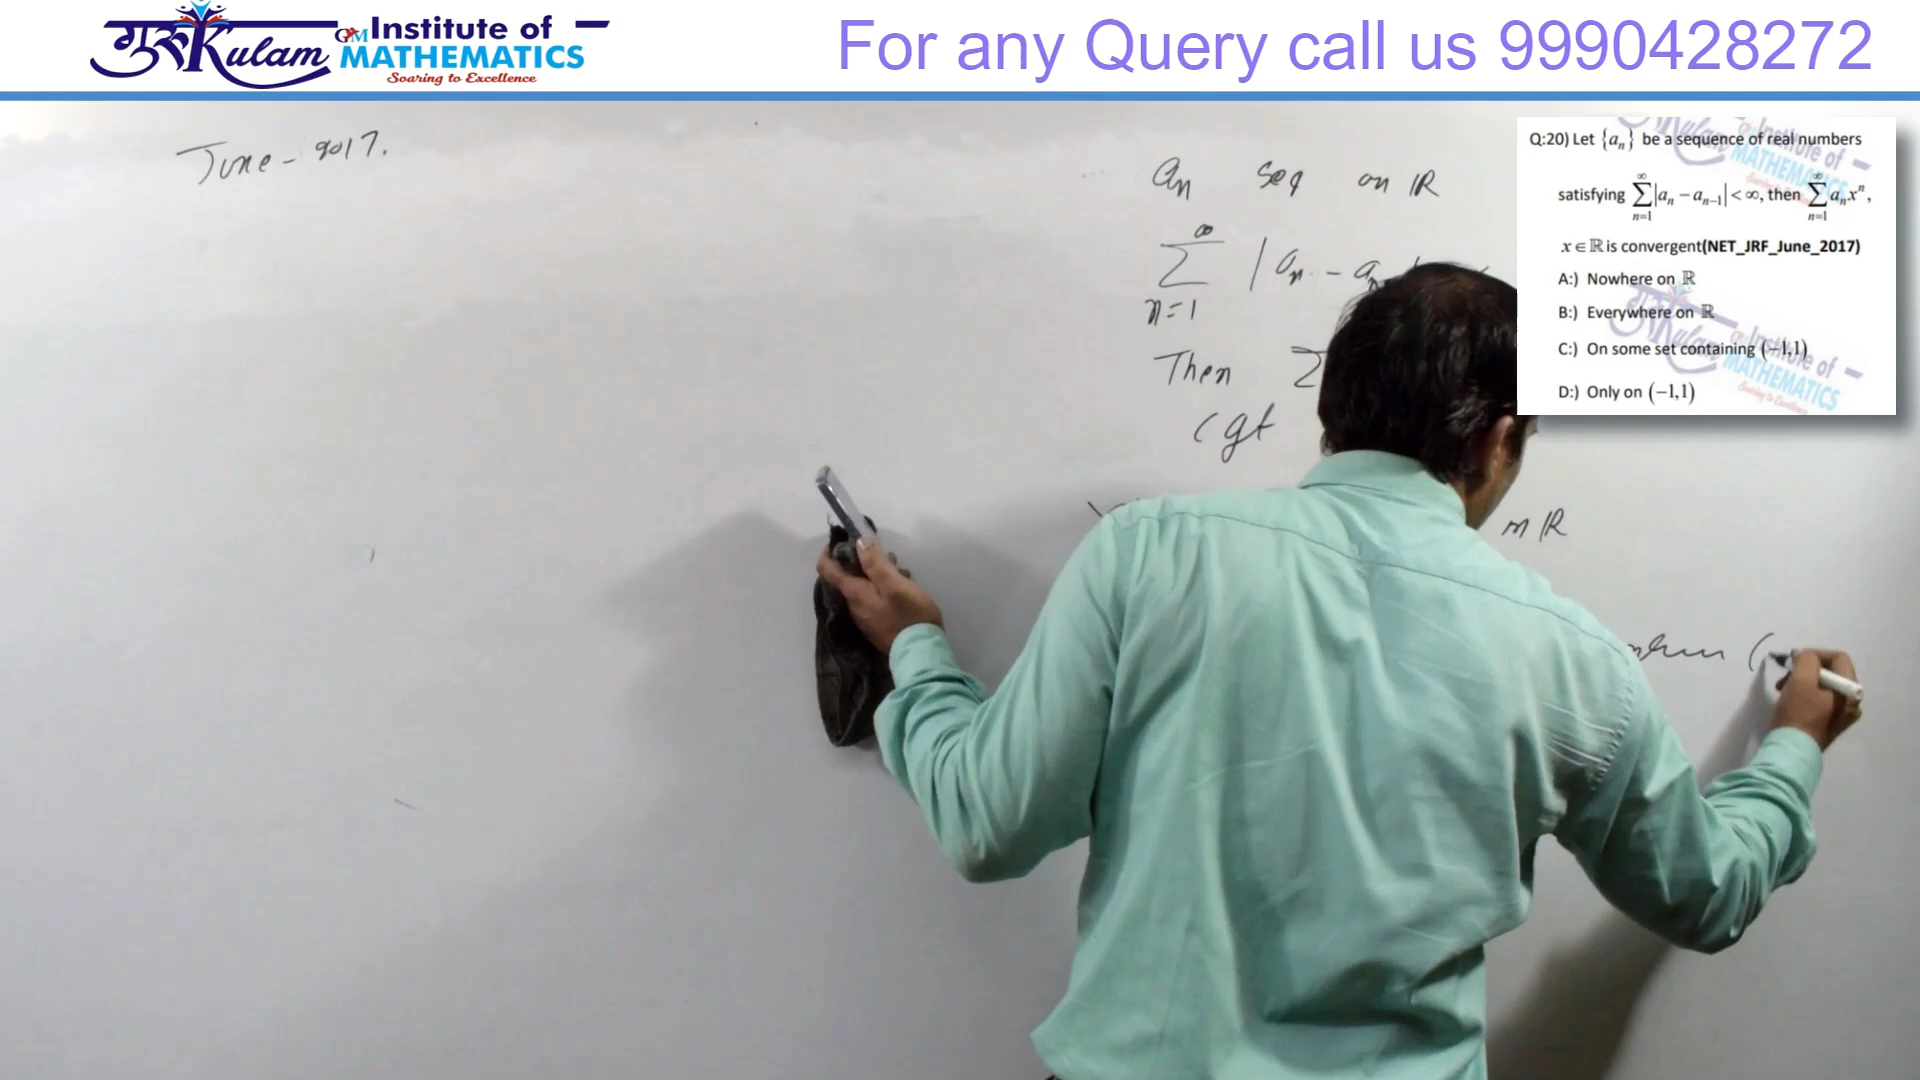 गुरुKulam GM Institute of
MATHEMATICS
Soaring to Excellence
For any Query call us 9990428272
June - 2017.
an seq on IR
∞
∑ | an - an
n=1
Then Σ
cgt
m IR
Q:20) Let {aₙ} be a sequence of real numbers
satisfying ∑_{n=1}^{∞} |aₙ − aₙ₋₁| < ∞, then ∑_{n=1}^{∞} aₙxⁿ,
x ∈ ℝ is convergent(NET_JRF_June_2017)
A:) Nowhere on ℝ
B:) Everywhere on ℝ
C:) On some set containing (−1,1)
D:) Only on (−1,1)